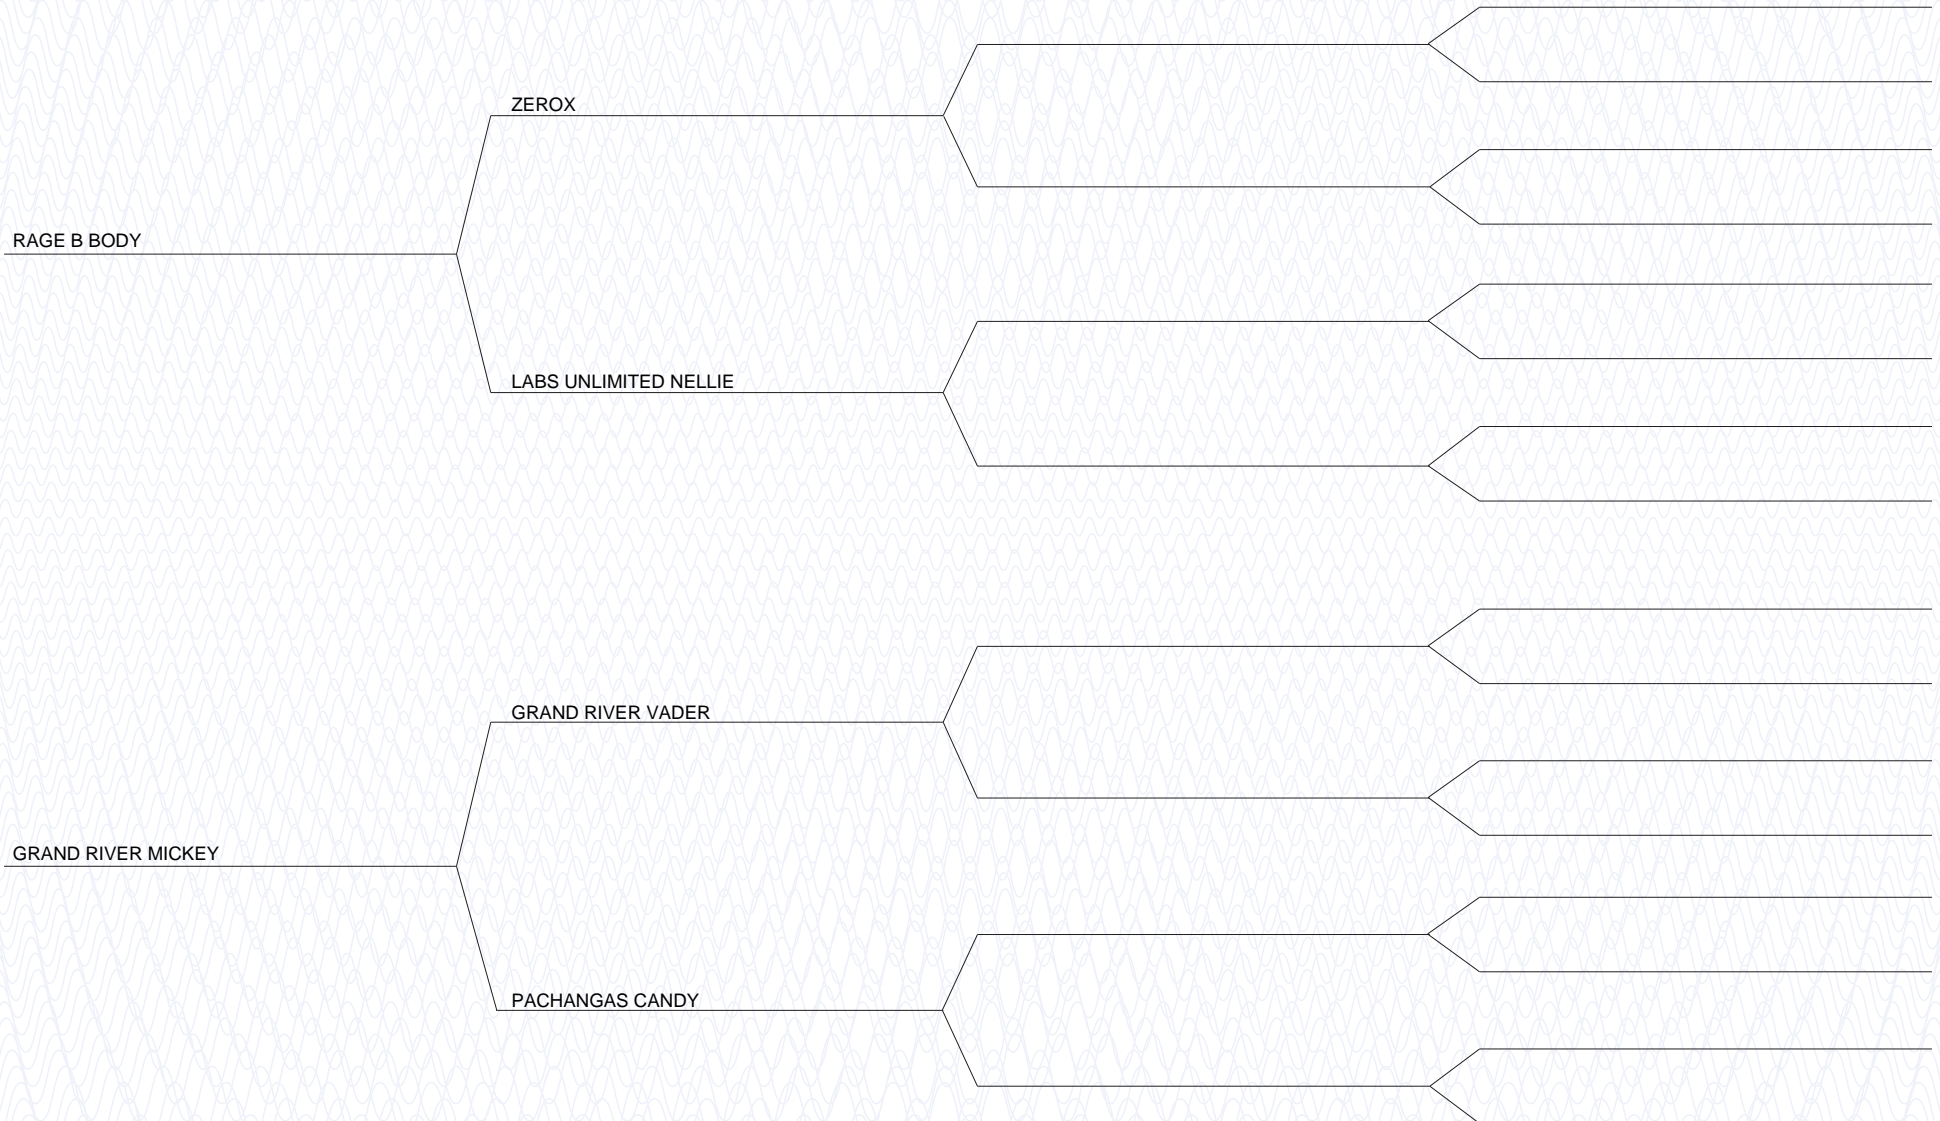 ZEROX
RAGE B BODY
LABS UNLIMITED NELLIE
GRAND RIVER VADER
GRAND RIVER MICKEY
PACHANGAS CANDY